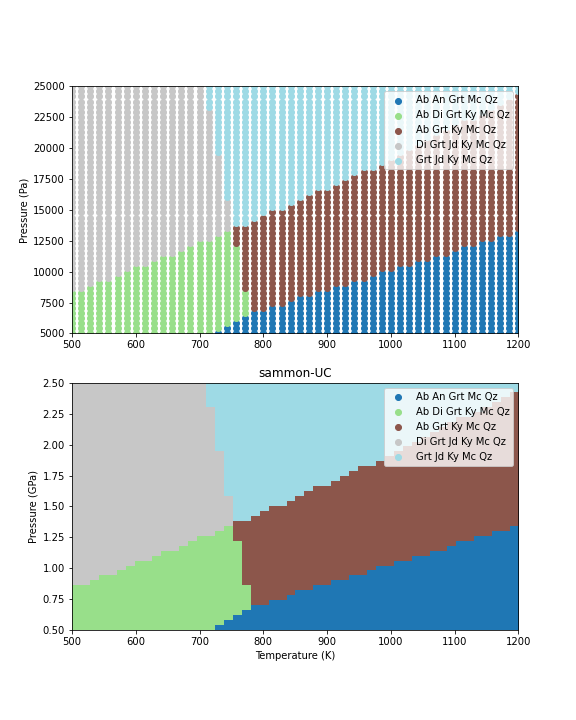 25000
22500
20000
17500
15000
12500
10000
7500
5000
Pressure (Pa)
Ab An Grt Mc Qz
Ab Di Grt Ky Mc Qz
Ab Grt Ky Mc Qz
Di Grt Jd Ky Mc Qz
Grt Jd Ky Mc Qz
500 600 700 800 900 1000 1100 1200
sammon-UC
2.50
2.25
2.00
1.75
1.50
1.25
1.00
0.75
0.50
Pressure (GPa)
Ab An Grt Mc Qz
Ab Di Grt Ky Mc Qz
Ab Grt Ky Mc Qz
Di Grt Jd Ky Mc Qz
Grt Jd Ky Mc Qz
500 600 700 800 900 1000 1100 1200
Temperature (K)